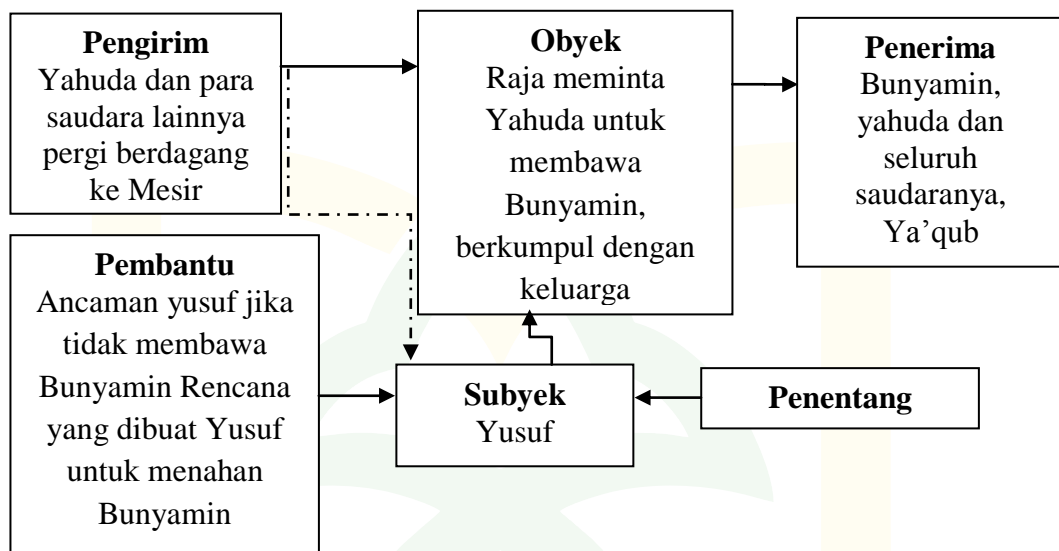 Pengirim
Yahuda dan para
saudara lainnya
pergi berdagang
ke Mesir
Obyek
Raja meminta
Yahuda untuk
membawa
Bunyamin,
berkumpul dengan
keluarga
Penerima
Bunyamin,
yahuda dan
seluruh
saudaranya,
Ya’qub
Pembantu
Ancaman yusuf jika
tidak membawa
Bunyamin Rencana
yang dibuat Yusuf
untuk menahan
Bunyamin
Subyek
Yusuf
Penentang